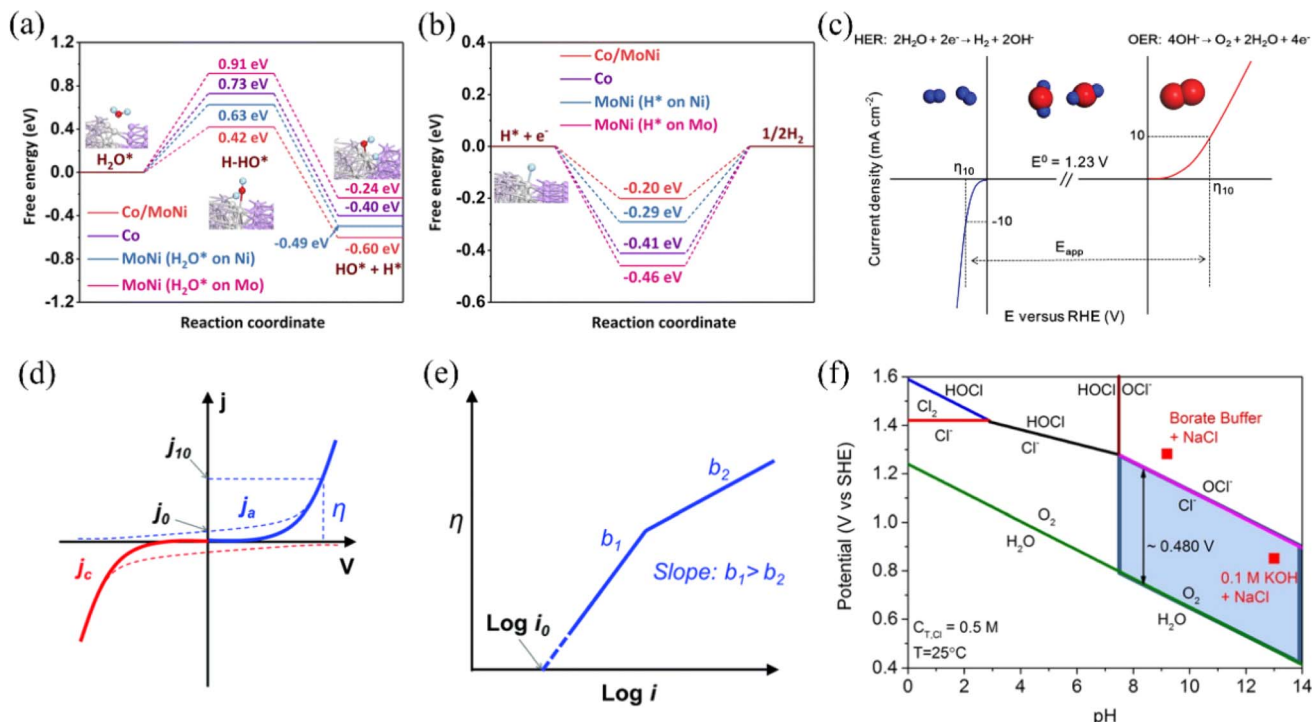 (a)
Free energy (eV)
1.2
0.8
0.4
0.0
-0.4
-0.8
-1.2
0.91 eV
0.73 eV
0.63 eV
0.42 eV
H₂O*
H-HO*
-0.24 eV
-0.40 eV
-0.49 eV
-0.60 eV
HO* + H*
Co/MoNi
Co
MoNi (H₂O* on Ni)
MoNi (H₂O* on Mo)
Reaction coordinate
(b)
Free energy (eV)
0.4
0.2
0.0
-0.2
-0.4
-0.6
Co/MoNi
Co
MoNi (H* on Ni)
MoNi (H* on Mo)
H* + e⁻
1/2H₂
-0.20 eV
-0.29 eV
-0.41 eV
-0.46 eV
Reaction coordinate
(c)
HER: 2H₂O + 2e⁻→ H₂ + 2OH⁻
OER: 4OH⁻→ O₂ + 2H₂O + 4e⁻
Current density (mA cm⁻²)
10
η₁₀
E⁰ = 1.23 V
η₁₀
-10
E_app
E versus RHE (V)
(d)
j
j₁₀
j₀
jₐ
η
V
j_c
(e)
η
b₂
b₁
Slope: b₁> b₂
Log i₀
Log i
(f)
Potential (V vs SHE)
1.6
1.4
1.2
1.0
0.8
0.6
0.4
HOCl
Cl₂
Cl⁻
HOCl
Cl⁻
HOCl
OCl⁻
Borate Buffer
+ NaCl
OCl⁻
Cl⁻
O₂
H₂O
~ 0.480 V
0.1 M KOH
+ NaCl
O₂
H₂O
C_T,Cl = 0.5 M
T=25°C
0 2 4 6 8 10 12 14
pH